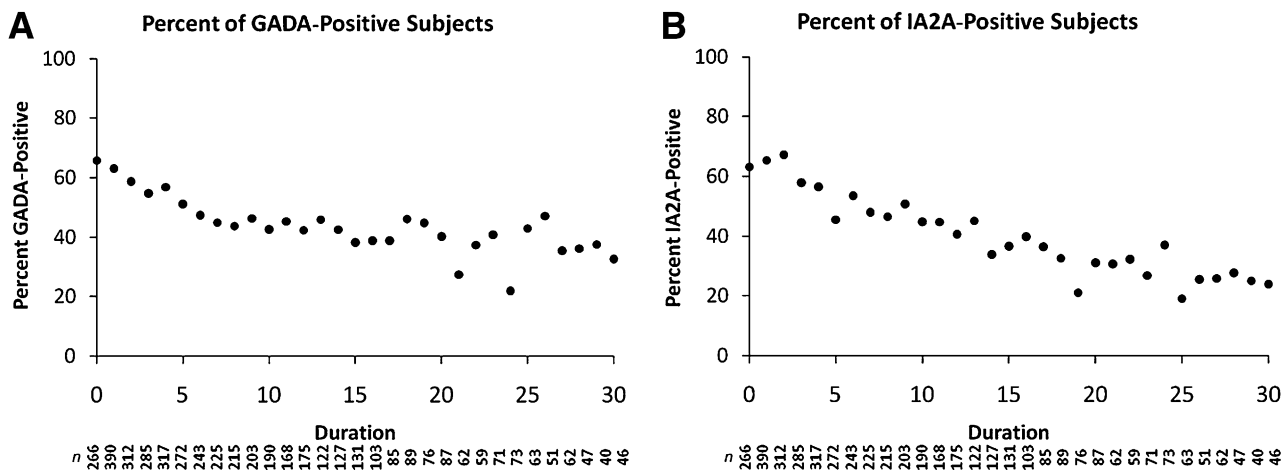 A
Percent of GADA-Positive Subjects
Percent GADA-Positive
100
80
60
40
20
0
0 5 10 15 20 25 30
Duration
n 266 390 312 285 317 272 243 225 215 203 190 168 175 122 127 131 103 85 89 76 87 62 59 71 73 63 51 62 47 40 46
B
Percent of IA2A-Positive Subjects
Percent IA2A-Positive
100
80
60
40
20
0
0 5 10 15 20 25 30
Duration
n 266 390 312 285 317 272 243 225 215 203 190 168 175 122 127 131 103 85 89 76 87 62 59 71 73 63 51 62 47 40 46